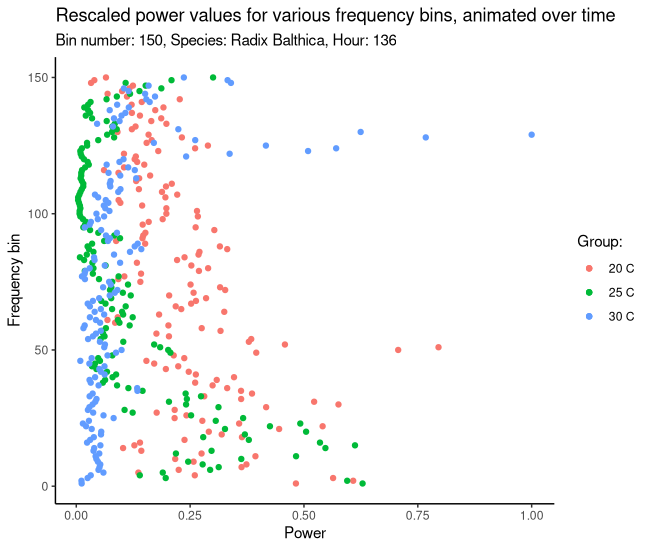 Rescaled power values for various frequency bins, animated over time
Bin number: 150, Species: Radix Balthica, Hour: 136
150
100
50
0
Frequency bin
0.00 0.25 0.50 0.75 1.00
Power
Group:
20 C
25 C
30 C